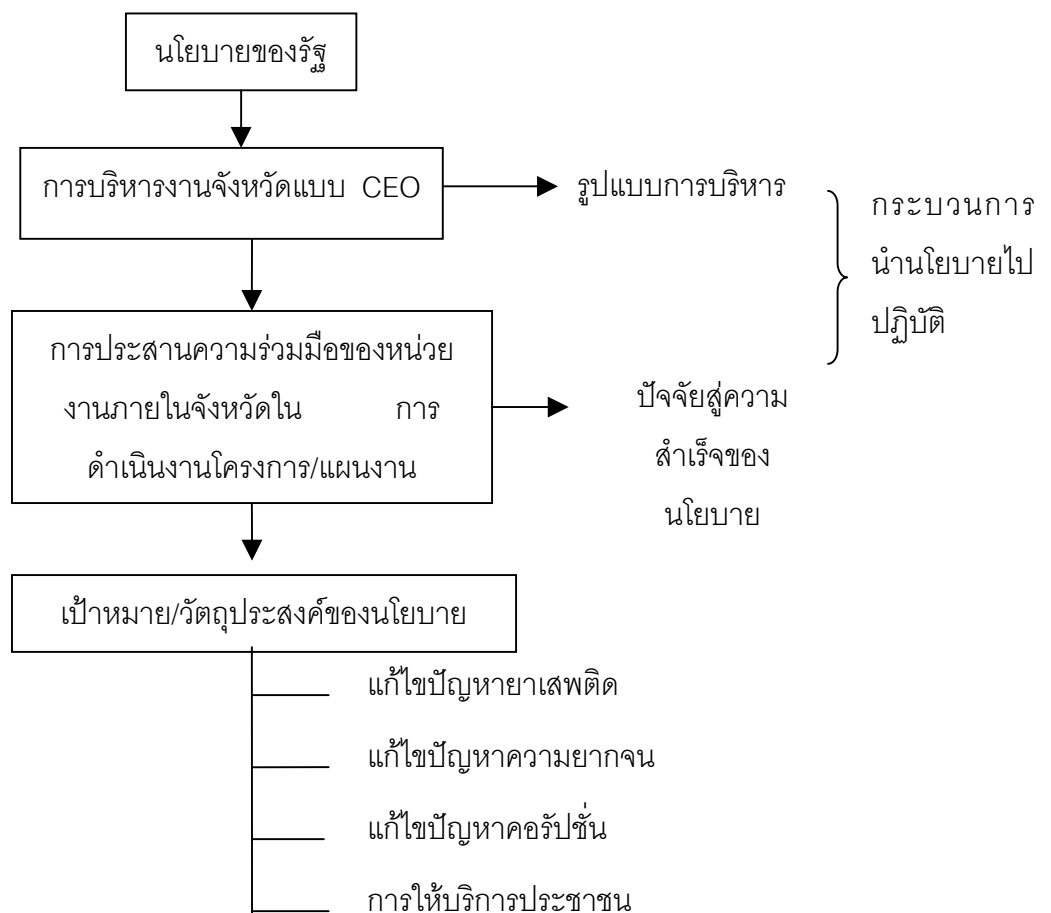 นโยบายของรัฐ
การบริหารงานจังหวัดแบบ CEO
รูปแบบการบริหาร
กระบวนการ
นำนโยบายไป
ปฏิบัติ
การประสานความร่วมมือของหน่วย
งานภายในจังหวัดใน การ
ดำเนินงานโครงการ/แผนงาน
ปัจจัยสู่ความ
สำเร็จของ
นโยบาย
เป้าหมาย/วัตถุประสงค์ของนโยบาย
แก้ไขปัญหายาเสพติด
แก้ไขปัญหาความยากจน
แก้ไขปัญหาคอรัปชั่น
การให้บริการประชาชน